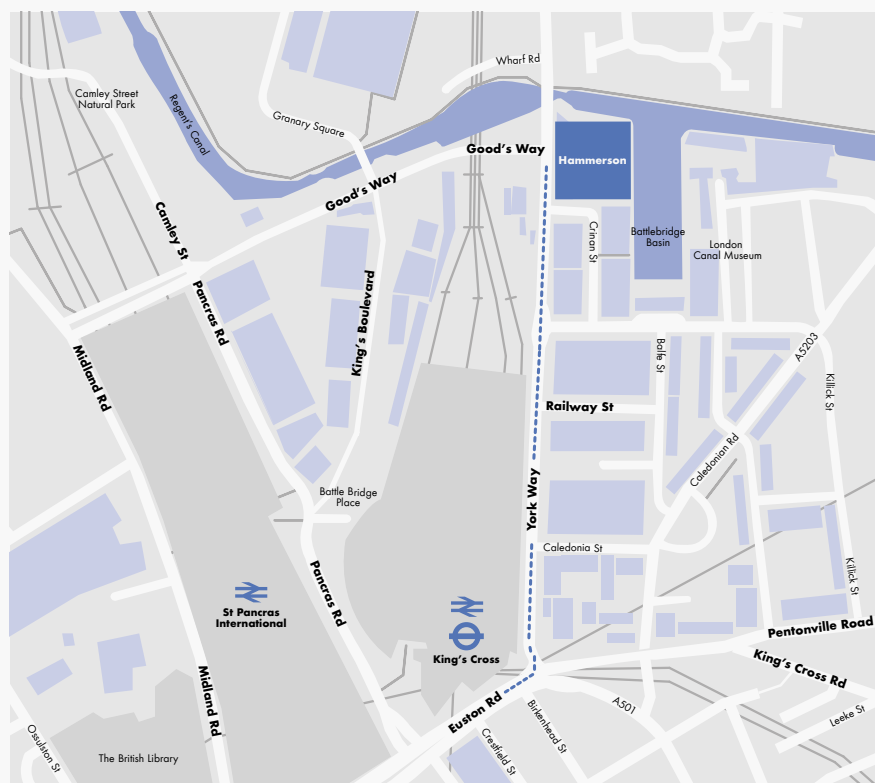 Wharf Rd
Camley Street
Natural Park
Regent's Canal
Granary Square
Good's Way
Hammerson
Good's Way
Camley St
Crinan St
Battlebridge
Basin
London
Canal Museum
Pancras Rd
King's Boulevard
Midland Rd
Balfe St
A5203
Killick St
Railway St
Caledonian Rd
Battle Bridge
Place
York Way
Caledonia St
Pancras Rd
Killick St
St Pancras
International
King's Cross
Pentonville Road
King's Cross Rd
Midland Rd
Euston Rd
A501
Birkenhead St
Leeke St
Crestfield St
Ossulston St
The British Library